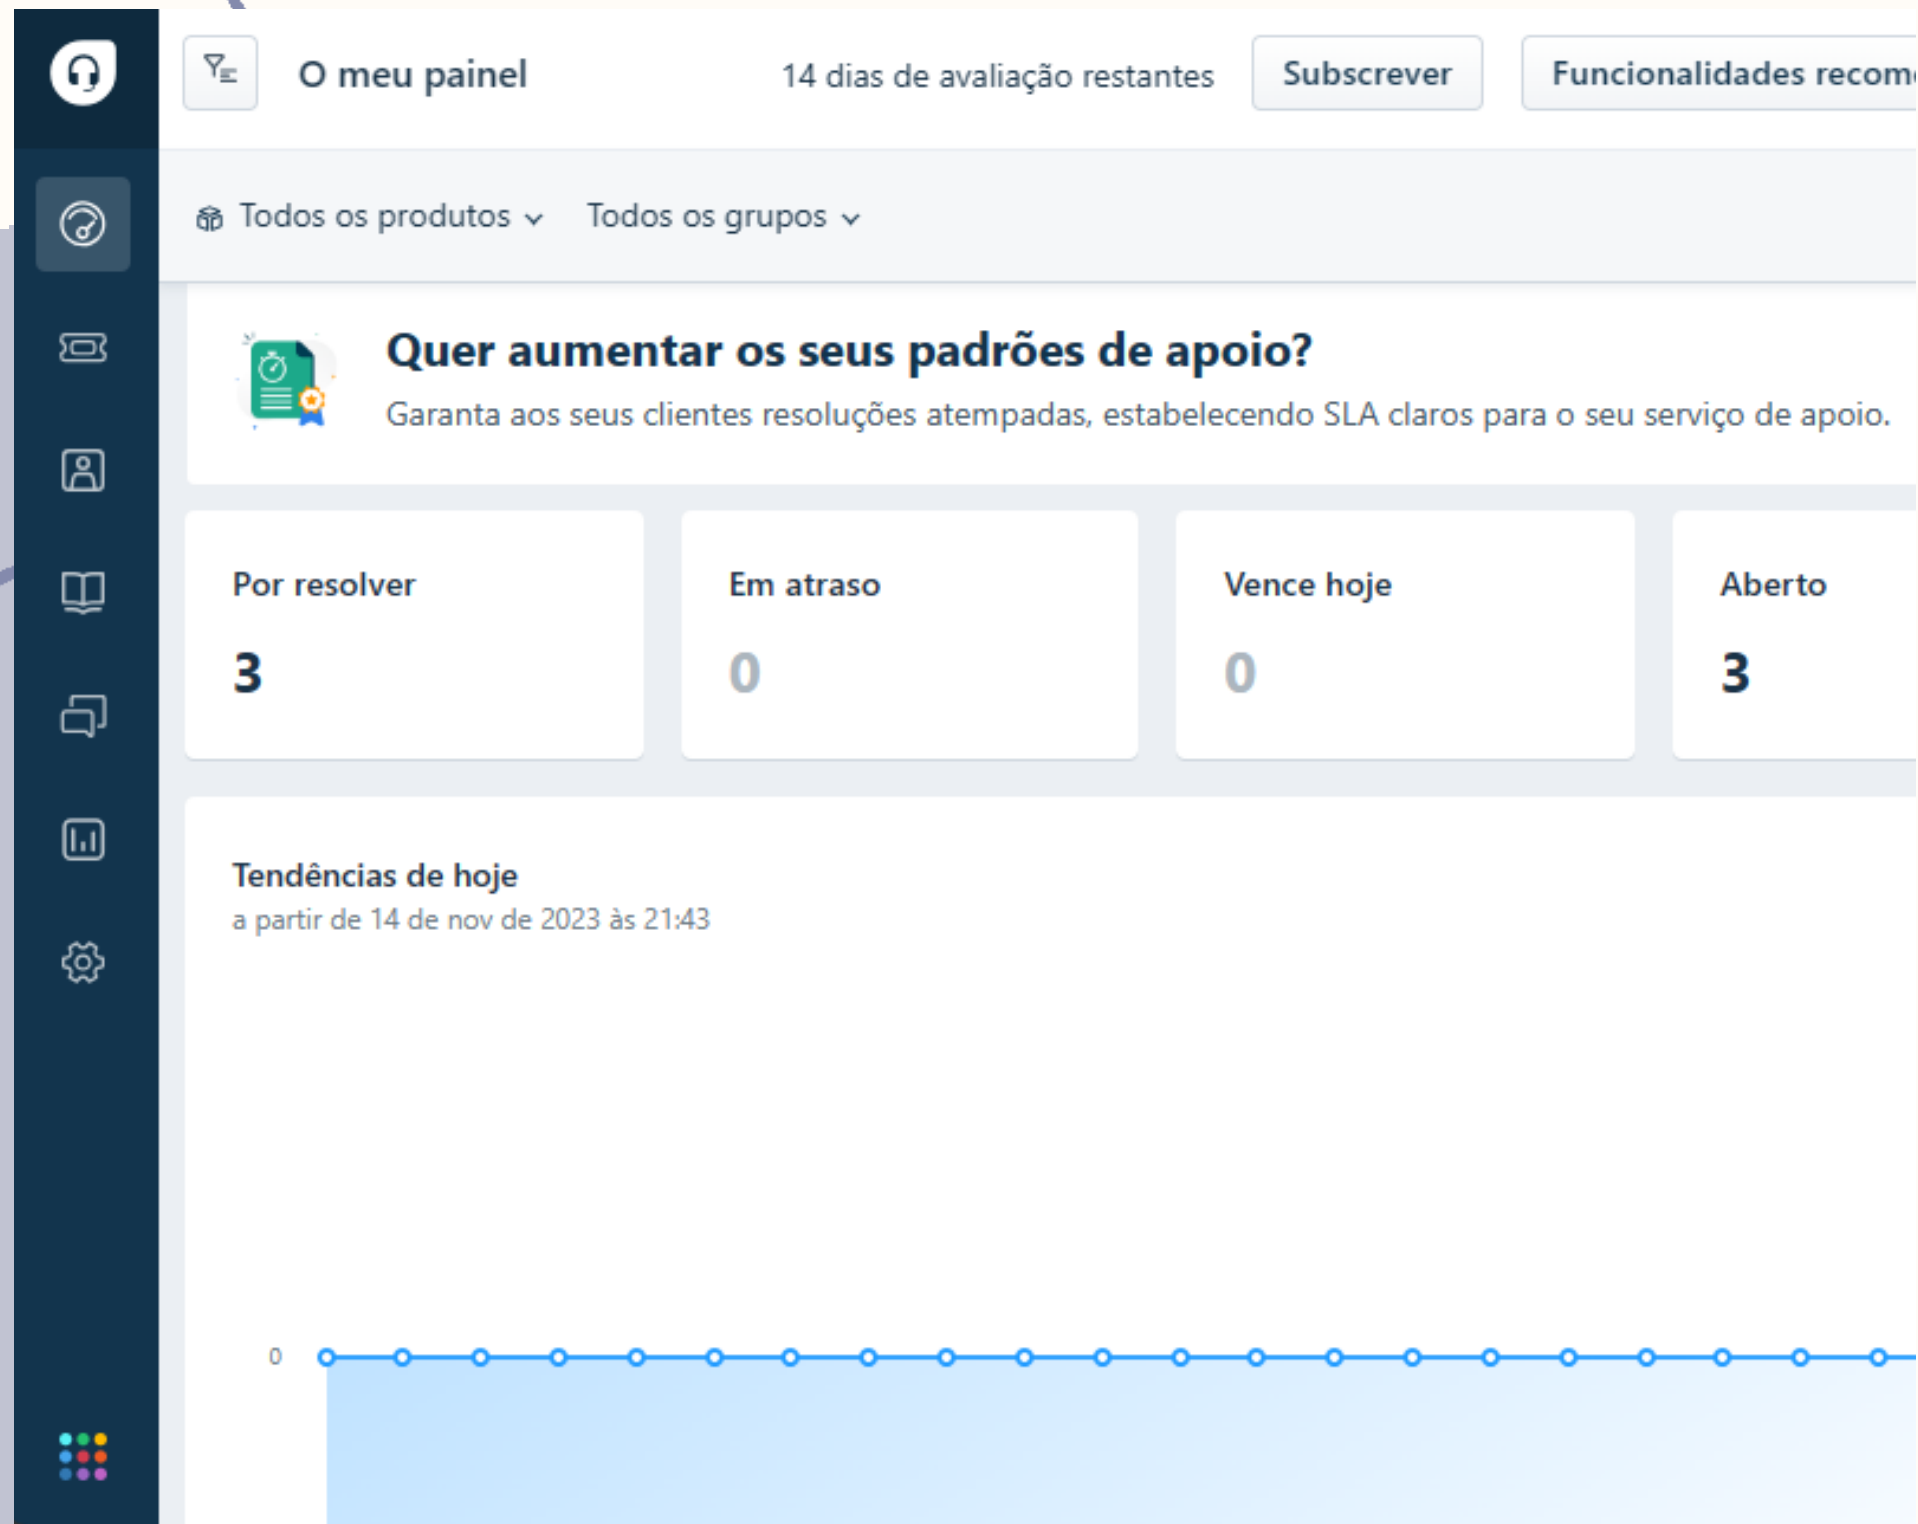 O meu painel
14 dias de avaliação restantes
Subscrever
Funcionalidades
Todos os produtos
Todos os grupos
Quer aumentar os seus padrões de apoio?
Garanta aos seus clientes resoluções atempadas, estabelecendo SLA claros para o seu serviço de apoio.
Por resolver
3
Em atraso
0
Vence hoje
0
Aberto
3
Tendências de hoje
a partir de 14 de nov de 2023 às 21:43
0